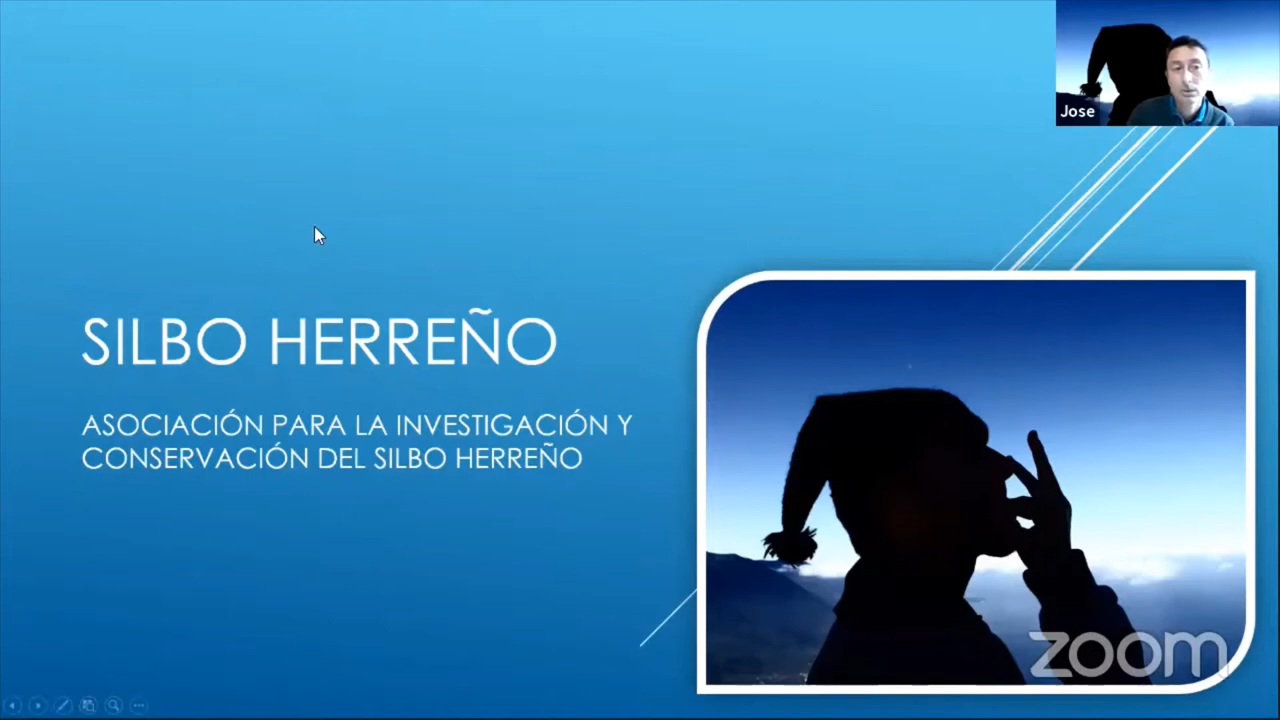 Jose
SILBO HERREÑO
ASOCIACIÓN PARA LA INVESTIGACIÓN Y
CONSERVACIÓN DEL SILBO HERREÑO
zoom